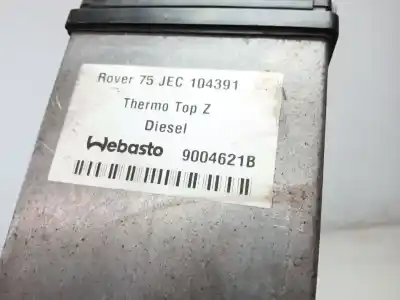 Rover 75 JEC 104391
Thermo Top Z
Diesel
Webasto 9004621B